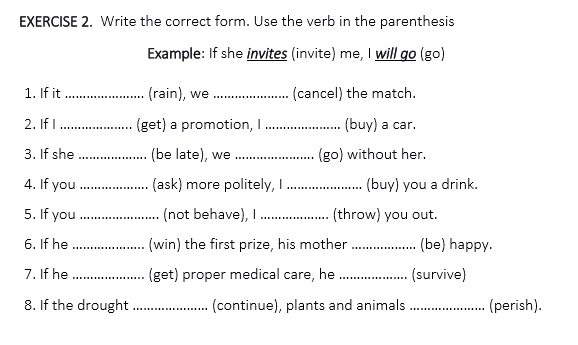 EXERCISE 2. Write the correct form. Use the verb in the parenthesis
Example: If she invites (invite) me, I will go (go)
1. If it ...................... (rain), we ..................... (cancel) the match.
2. If I .................... (get) a promotion, I ..................... (buy) a car.
3. If she ................... (be late), we ...................... (go) without her.
4. If you ................... (ask) more politely, I ..................... (buy) you a drink.
5. If you ...................... (not behave), I ................... (throw) you out.
6. If he .................... (win) the first prize, his mother .................. (be) happy.
7. If he .................... (get) proper medical care, he ................... (survive)
8. If the drought ..................... (continue), plants and animals ..................... (perish).